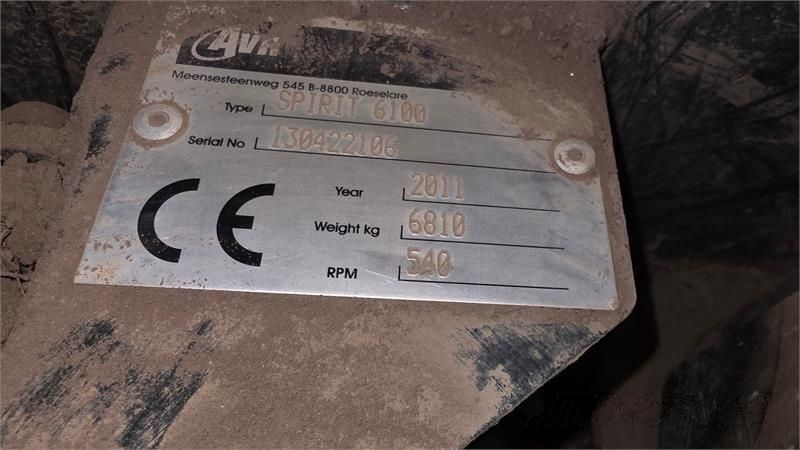 AVR
Meensesteenweg 545 B-8800 Roeselare
Type SPIRIT 6100
Serial No 130422106
CE
Year 2011
Weight kg 6810
RPM 540